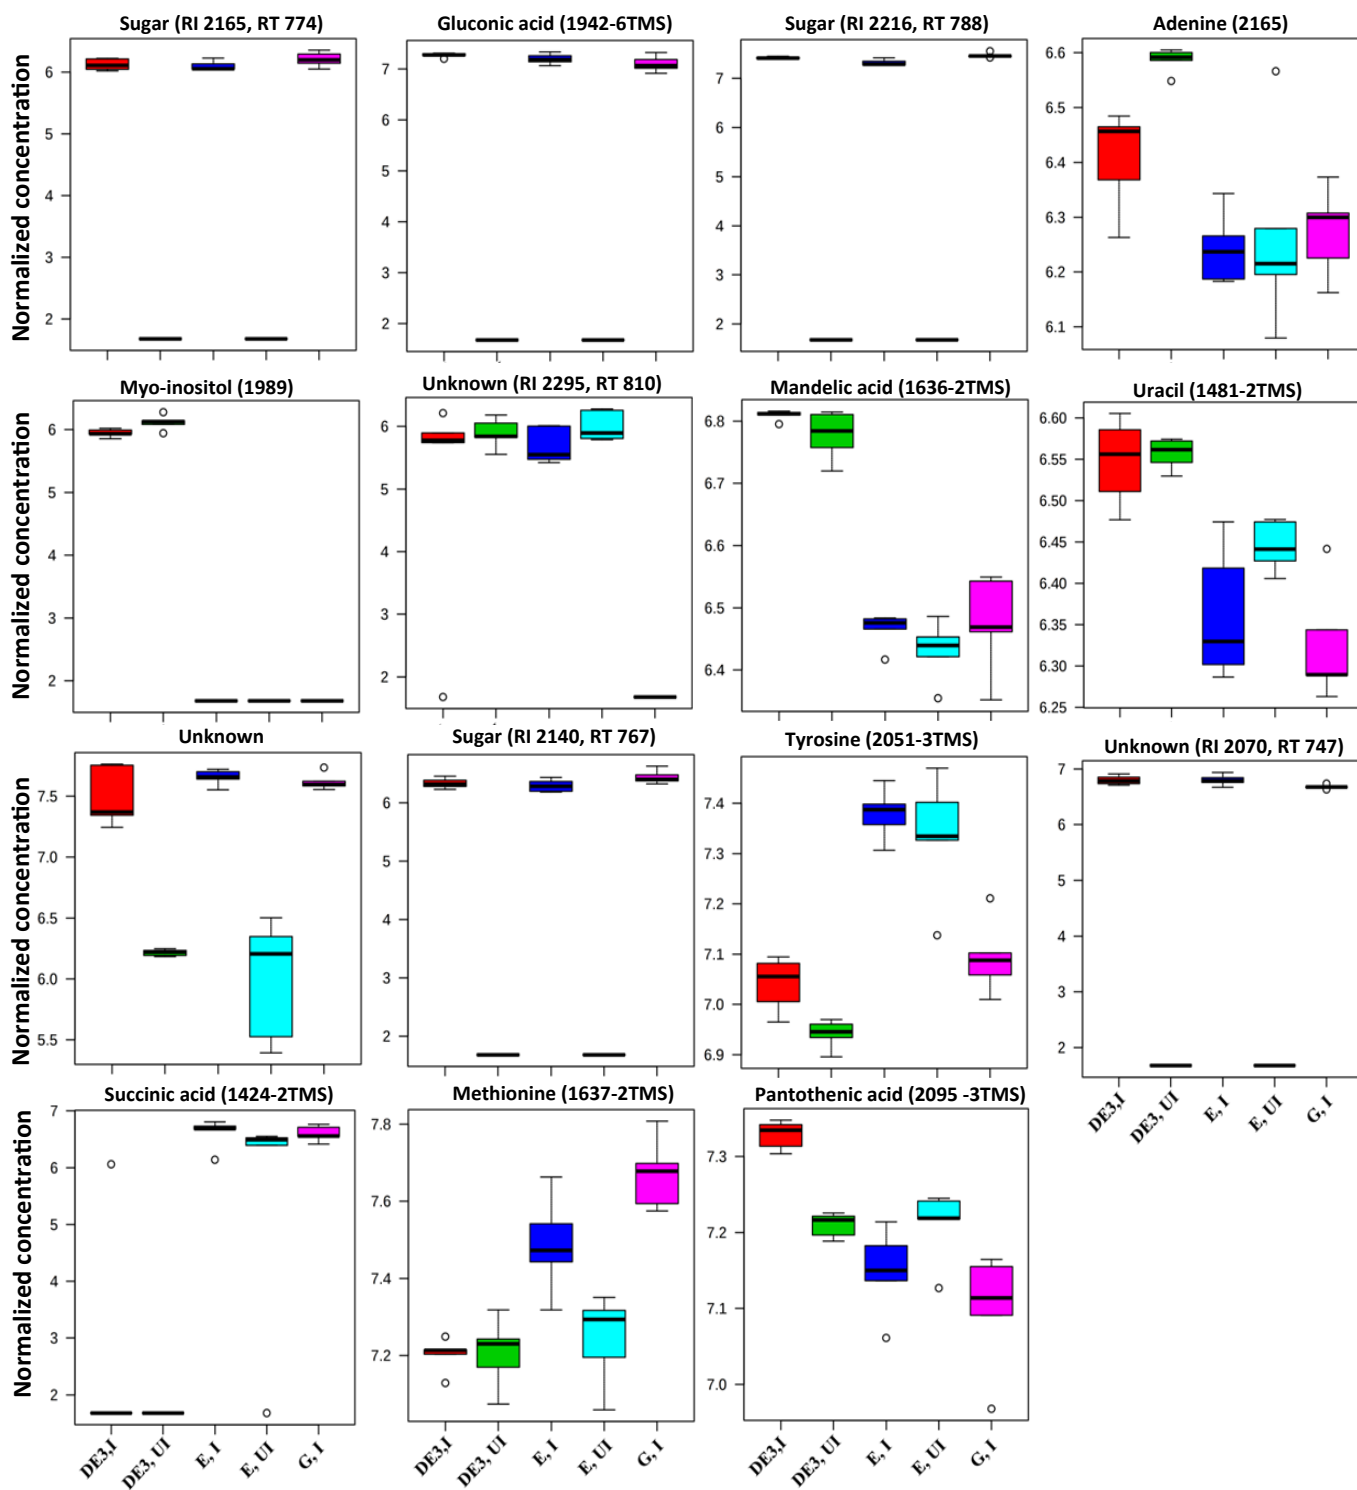 Sugar (RI 2165, RT 774)
Gluconic acid (1942-6TMS)
Sugar (RI 2216, RT 788)
Adenine (2165)
Normalized concentration
6
5
6
4
3
2
7
6
5
4
3
2
7
6
5
4
3
2
6.6
6.5
6.4
6.3
6.2
6.1
Myo-inositol (1989)
Unknown (RI 2295, RT 810)
Mandelic acid (1636-2TMS)
Uracil (1481-2TMS)
Normalized concentration
6
5
4
3
2
6
5
4
3
2
6.8
6.7
6.6
6.5
6.4
6.60
6.55
6.50
6.45
6.40
6.35
6.30
6.25
Unknown
Sugar (RI 2140, RT 767)
Tyrosine (2051-3TMS)
Unknown (RI 2070, RT 747)
Normalized concentration
7.5
7.0
6.5
6.0
5.5
6
5
4
3
2
7.4
7.3
7.2
7.1
7.0
6.9
7
6
5
4
3
2
DE3,I
DE3, UI
E, I
E, UI
G, I
Succinic acid (1424-2TMS)
Methionine (1637-2TMS)
Pantothenic acid (2095 -3TMS)
Normalized concentration
7
6
5
4
3
2
7.8
7.6
7.4
7.2
7.3
7.2
7.1
7.0
DE3,I
DE3, UI
E, I
E, UI
G, I
DE3,I
DE3, UI
E, I
E, UI
G, I
DE3,I
DE3, UI
E, I
E, UI
G, I